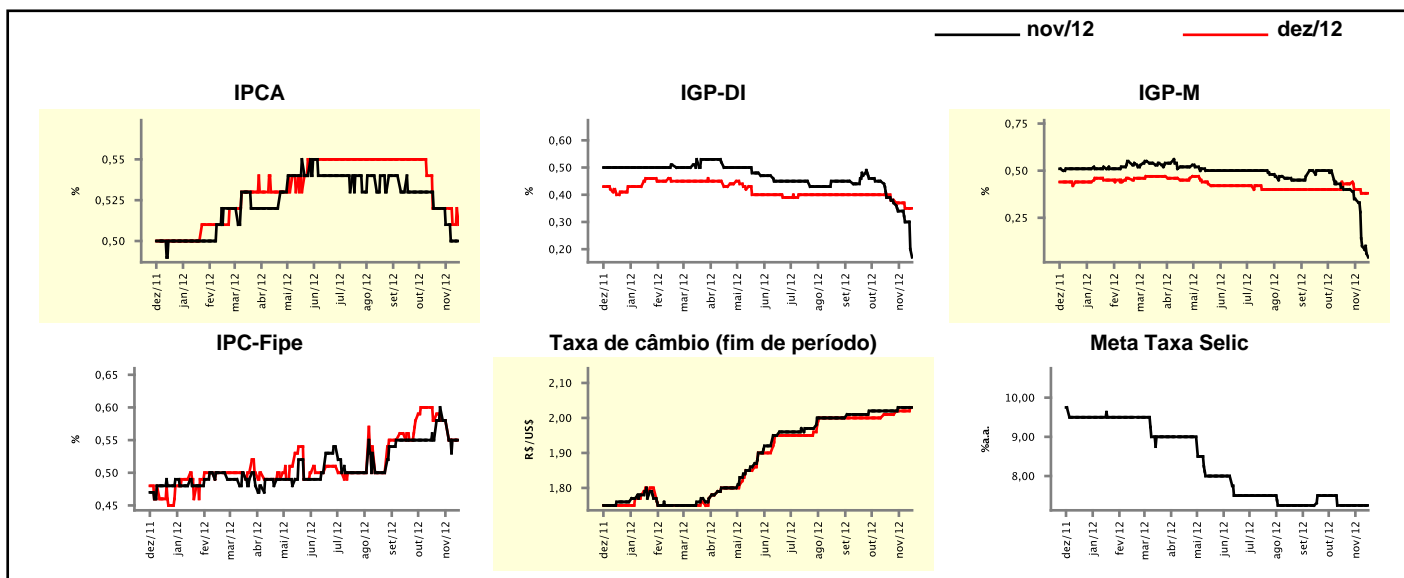 nov/12 dez/12
IPCA IGP-DI IGP-M
%
0,55
0,525
0,50
dez/11 jan/12 fev/12 mar/12 abr/12 mai/12 jun/12 jul/12 ago/12 set/12 out/12 nov/12
%
0,60
0,50
0,40
0,30
0,20
dez/11 jan/12 fev/12 mar/12 abr/12 mai/12 jun/12 jul/12 ago/12 set/12 out/12 nov/12
%
0,75
0,50
0,25
dez/11 jan/12 fev/12 mar/12 abr/12 mai/12 jun/12 jul/12 ago/12 set/12 out/12 nov/12
IPC-Fipe Taxa de câmbio (fim de período) Meta Taxa Selic
%
0,65
0,60
0,55
0,50
0,45
dez/11 jan/12 fev/12 mar/12 abr/12 mai/12 jun/12 jul/12 ago/12 set/12 out/12 nov/12
R$/US$
2,10
2,00
1,90
1,80
dez/11 jan/12 fev/12 mar/12 abr/12 mai/12 jun/12 jul/12 ago/12 set/12 out/12 nov/12
%a.a.
10,00
9,00
8,00
dez/11 jan/12 fev/12 mar/12 abr/12 mai/12 jun/12 jul/12 ago/12 set/12 out/12 nov/12